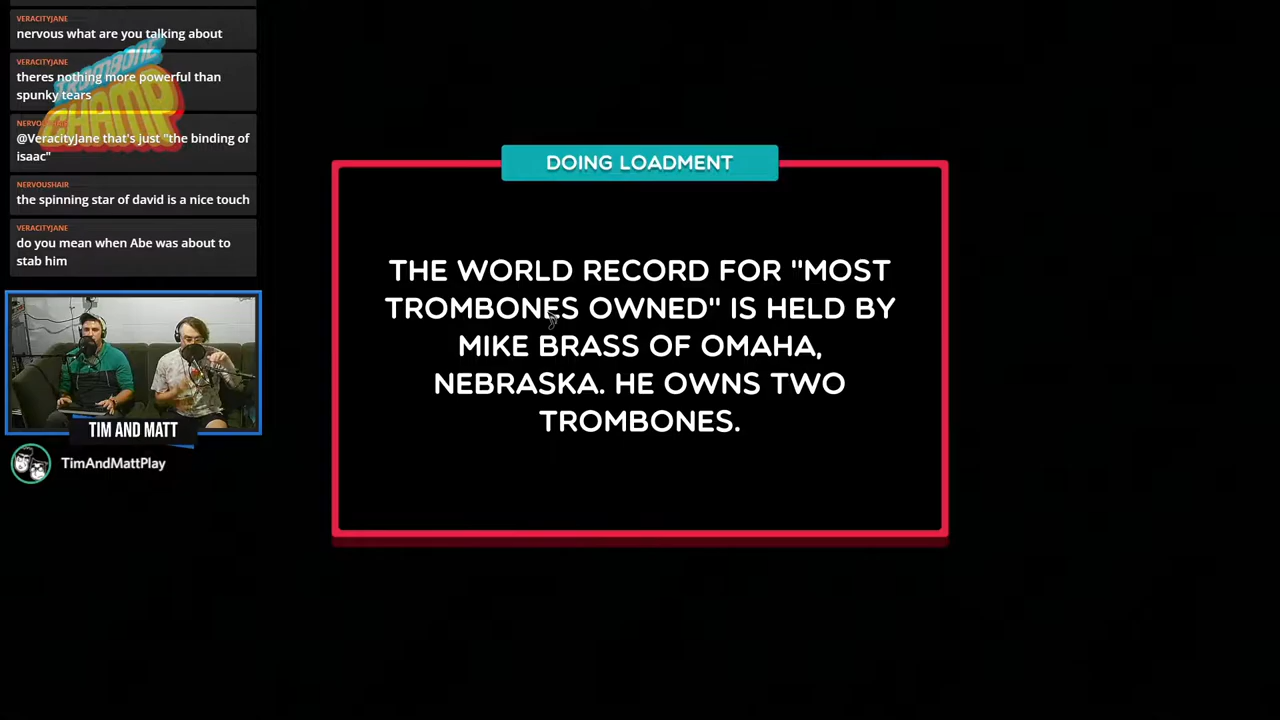 VERACITYJANE
nervous what are you talking about
VERACITYJANE
theres nothing more powerful than
spunky tears
TROMBONE
CHAMP
@VeracityJane that's just "the binding of
isaac"
NERVOUSHAIR
the spinning star of david is a nice touch
VERACITYJANE
do you mean when Abe was about to
stab him
TIM AND MATT
TimAndMattPlay
DOING LOADMENT
THE WORLD RECORD FOR "MOST
TROMBONES OWNED" IS HELD BY
MIKE BRASS OF OMAHA,
NEBRASKA. HE OWNS TWO
TROMBONES.